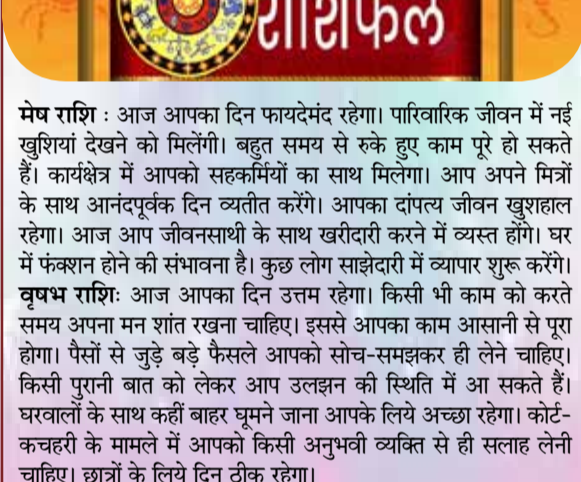 राशिफल
मेष राशि : आज आपका दिन फायदेमंद रहेगा। पारिवारिक जीवन में नई
खुशियां देखने को मिलेंगी। बहुत समय से रुके हुए काम पूरे हो सकते
हैं। कार्यक्षेत्र में आपको सहकर्मियों का साथ मिलेगा। आप अपने मित्रों
के साथ आनंदपूर्वक दिन व्यतीत करेंगे। आपका दांपत्य जीवन खुशहाल
रहेगा। आज आप जीवनसाथी के साथ खरीदारी करने में व्यस्त होंगे। घर
में फंक्शन होने की संभावना है। कुछ लोग साझेदारी में व्यापार शुरू करेंगे।
वृषभ राशिः आज आपका दिन उत्तम रहेगा। किसी भी काम को करते
समय अपना मन शांत रखना चाहिए। इससे आपका काम आसानी से पूरा
होगा। पैसों से जुड़े बड़े फैसले आपको सोच-समझकर ही लेने चाहिए।
किसी पुरानी बात को लेकर आप उलझन की स्थिति में आ सकते हैं।
घरवालों के साथ कहीं बाहर घूमने जाना आपके लिये अच्छा रहेगा। कोर्ट-
कचहरी के मामले में आपको किसी अनुभवी व्यक्ति से ही सलाह लेनी
चाहिए। छात्रों के लिये दिन ठीक रहेगा।